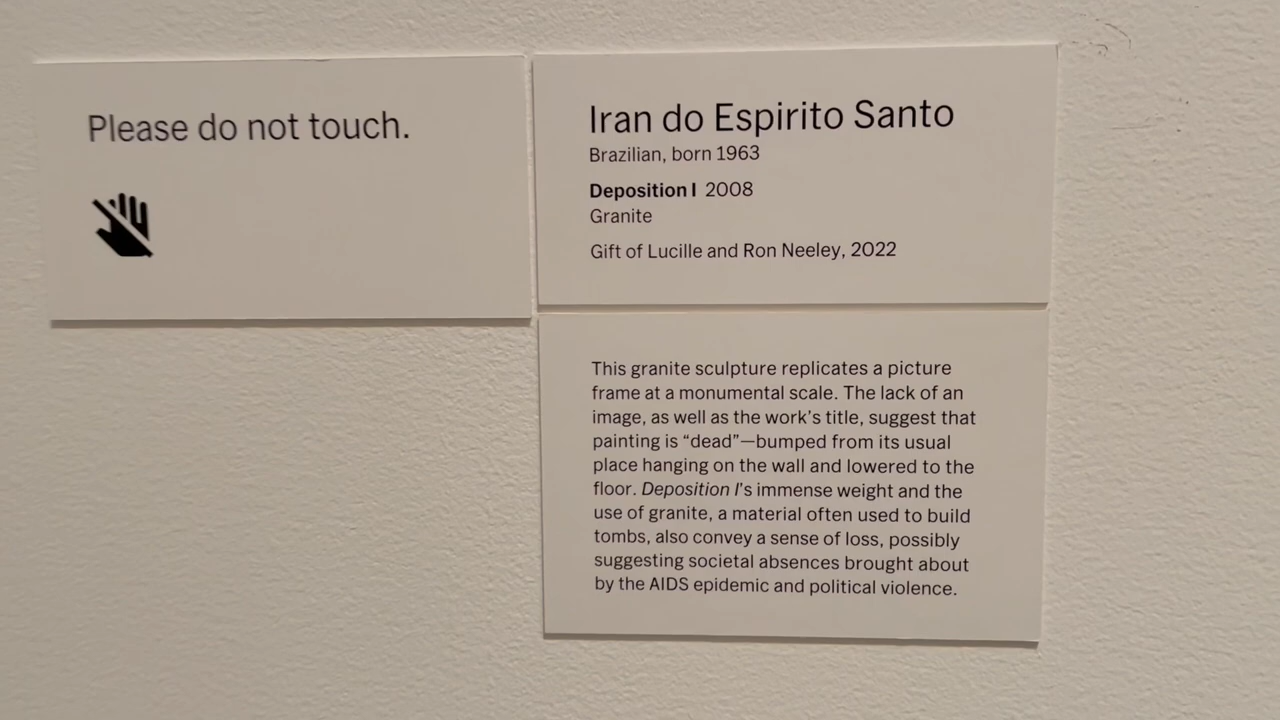 Please do not touch.
Iran do Espirito Santo
Brazilian, born 1963
Deposition I 2008
Granite
Gift of Lucille and Ron Neeley, 2022
This granite sculpture replicates a picture
frame at a monumental scale. The lack of an
image, as well as the work’s title, suggest that
painting is “dead”—bumped from its usual
place hanging on the wall and lowered to the
floor. Deposition I’s immense weight and the
use of granite, a material often used to build
tombs, also convey a sense of loss, possibly
suggesting societal absences brought about
by the AIDS epidemic and political violence.